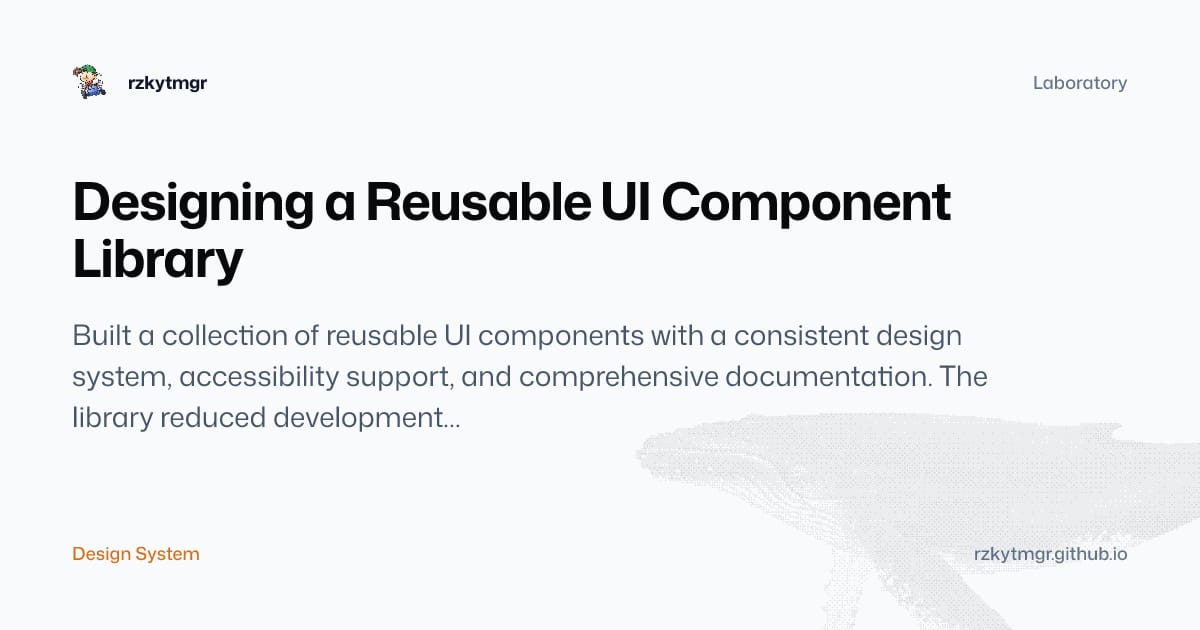 rzkytmgr
Laboratory
Designing a Reusable UI Component
Library
Built a collection of reusable UI components with a consistent design
system, accessibility support, and comprehensive documentation. The
library reduced development...
Design System
rzkytmgr.github.io